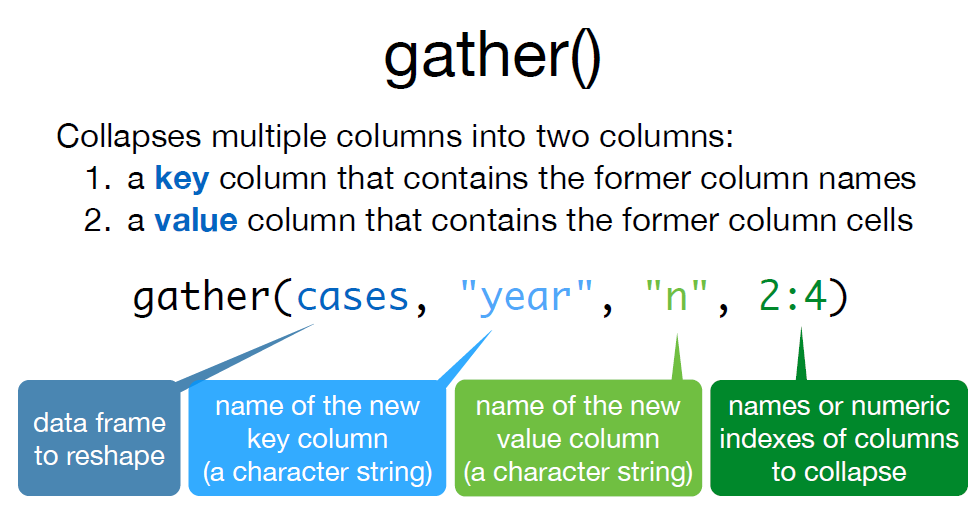 gather()
Collapses multiple columns into two columns:
1. a key column that contains the former column names
2. a value column that contains the former column cells
gather(cases, "year", "n", 2:4)
data frame
to reshape
name of the new
key column
(a character string)
name of the new
value column
(a character string)
names or numeric
indexes of columns
to collapse